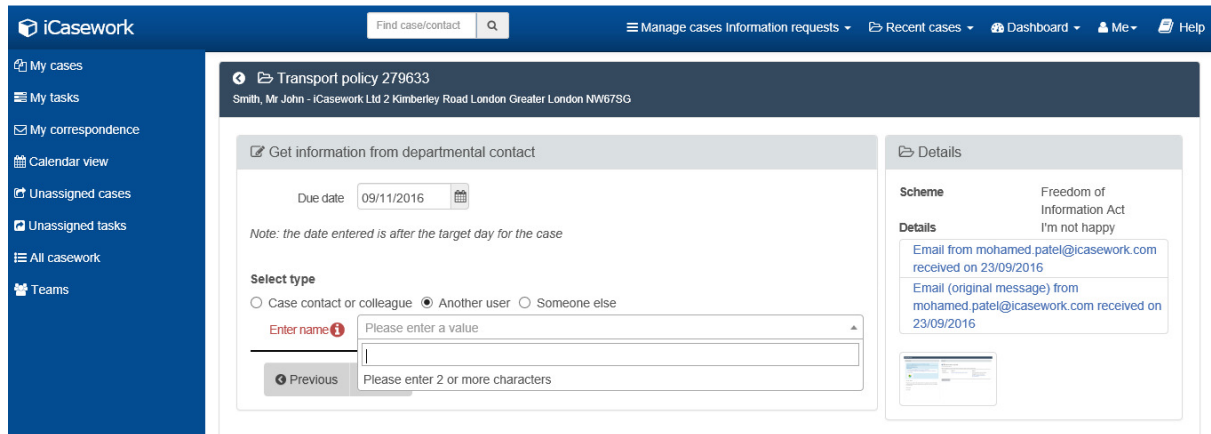 iCasework
Find case/contact
Manage cases Information requests
Recent cases
Dashboard
Me
Help
My cases
My tasks
My correspondence
Calendar view
Unassigned cases
Unassigned tasks
All casework
Teams
Transport policy 279633
Smith, Mr John - iCasework Ltd 2 Kimberley Road London Greater London NW67SG
Get information from departmental contact
Due date 09/11/2016
Note: the date entered is after the target day for the case
Select type
Case contact or colleague Another user Someone else
Enter name Please enter a value
Please enter 2 or more characters
Previous
Details
Scheme Freedom of
Information Act
Details I'm not happy
Email from mohamed.patel@icasework.com
received on 23/09/2016
Email (original message) from
mohamed.patel@icasework.com received on
23/09/2016